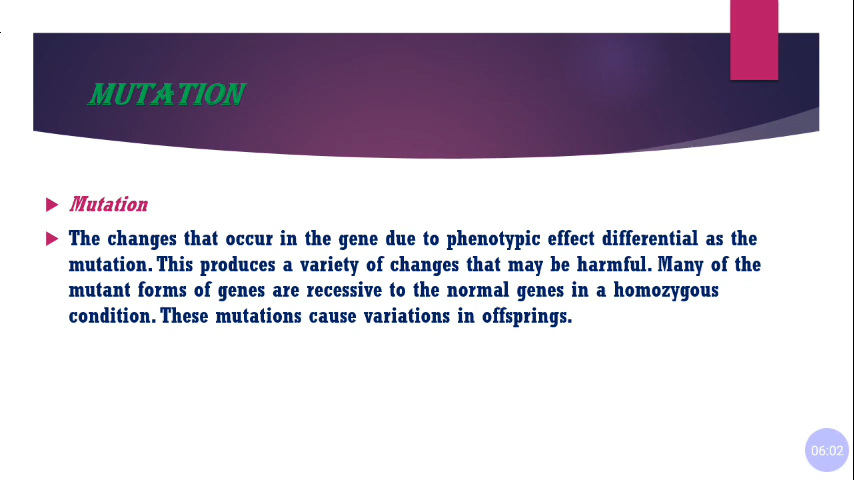 MUTATION
Mutation
The changes that occur in the gene due to phenotypic effect differential as the
mutation. This produces a variety of changes that may be harmful. Many of the
mutant forms of genes are recessive to the normal genes in a homozygous
condition. These mutations cause variations in offsprings.
06:02